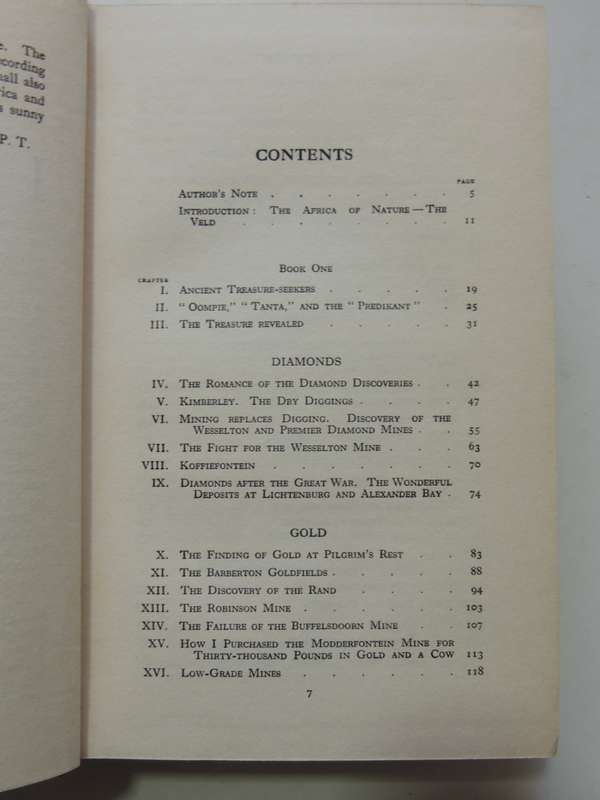 e. The
ecording
hall also
rica and
s sunny
P. T.
CONTENTS
PAGE
AUTHOR'S NOTE . . . . . . . 5
INTRODUCTION: THE AFRICA OF NATURE—THE
VELD . . . . . . . 11
BOOK ONE
CHAPTER
I. ANCIENT TREASURE-SEEKERS . . . . . 19
II. "OOMPIE," "TANTA," AND THE "PREDIKANT" . 25
III. THE TREASURE REVEALED . . . . . 31
DIAMONDS
IV. THE ROMANCE OF THE DIAMOND DISCOVERIES . . 42
V. KIMBERLEY. THE DRY DIGGINGS . . . . 47
VI. MINING REPLACES DIGGING. DISCOVERY OF THE
WESSELTON AND PREMIER DIAMOND MINES . . 55
VII. THE FIGHT FOR THE WESSELTON MINE . . . 63
VIII. KOFFIEFONTEIN . . . . . . 70
IX. DIAMONDS AFTER THE GREAT WAR. THE WONDERFUL
DEPOSITS AT LICHTENBURG AND ALEXANDER BAY . 74
GOLD
X. THE FINDING OF GOLD AT PILGRIM'S REST . . 83
XI. THE BARBERTON GOLDFIELDS . . . . . 88
XII. THE DISCOVERY OF THE RAND . . . . 94
XIII. THE ROBINSON MINE . . . . . 103
XIV. THE FAILURE OF THE BUFFELSDOORN MINE . . 107
XV. HOW I PURCHASED THE MODDERFONTEIN MINE FOR
THIRTY-THOUSAND POUNDS IN GOLD AND A COW 113
XVI. LOW-GRADE MINES . . . . . 118
7